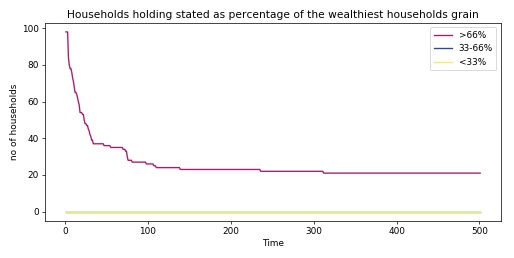 Households holding stated as percentage of the wealthiest households grain
>66%
33-66%
<33%
no of households
100
80
60
40
20
0
0 100 200 300 400 500
Time